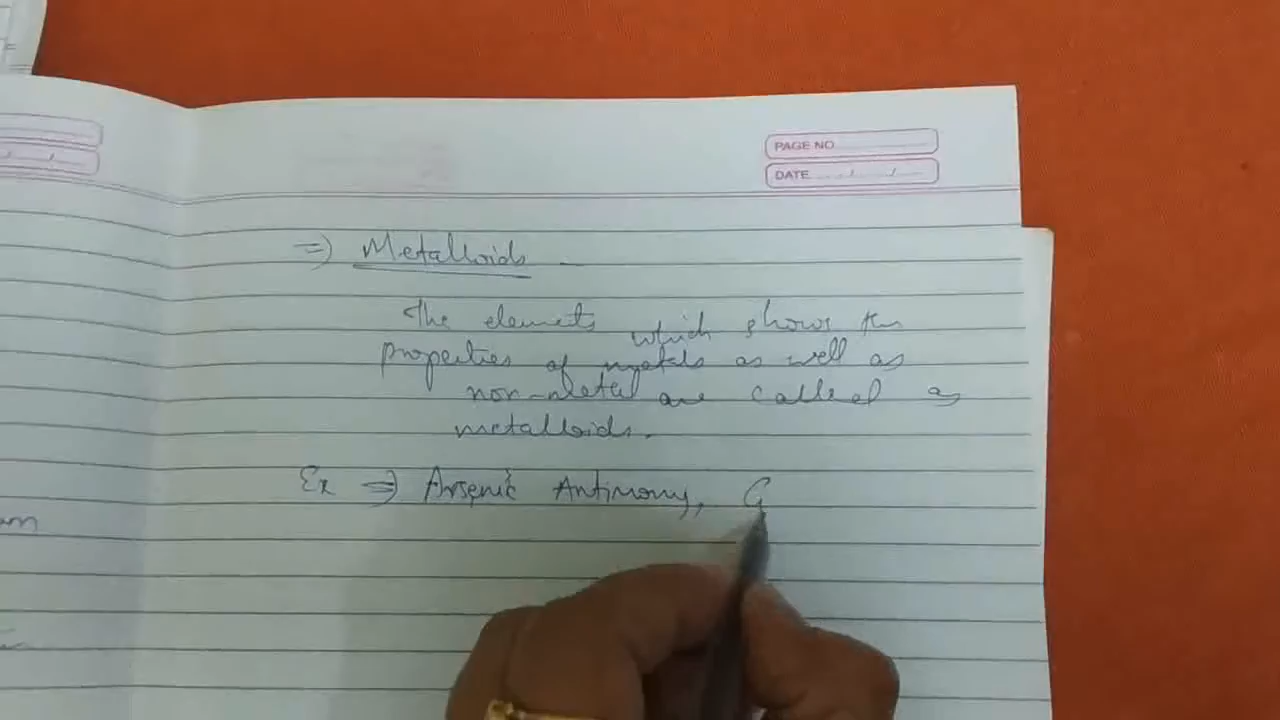 PAGE NO
DATE
⇒ Metalloids
The elements which shows the
properties of metals as well as
non-metal are called as
metalloids.
Ex ⇒ Arsenic Antimony, G